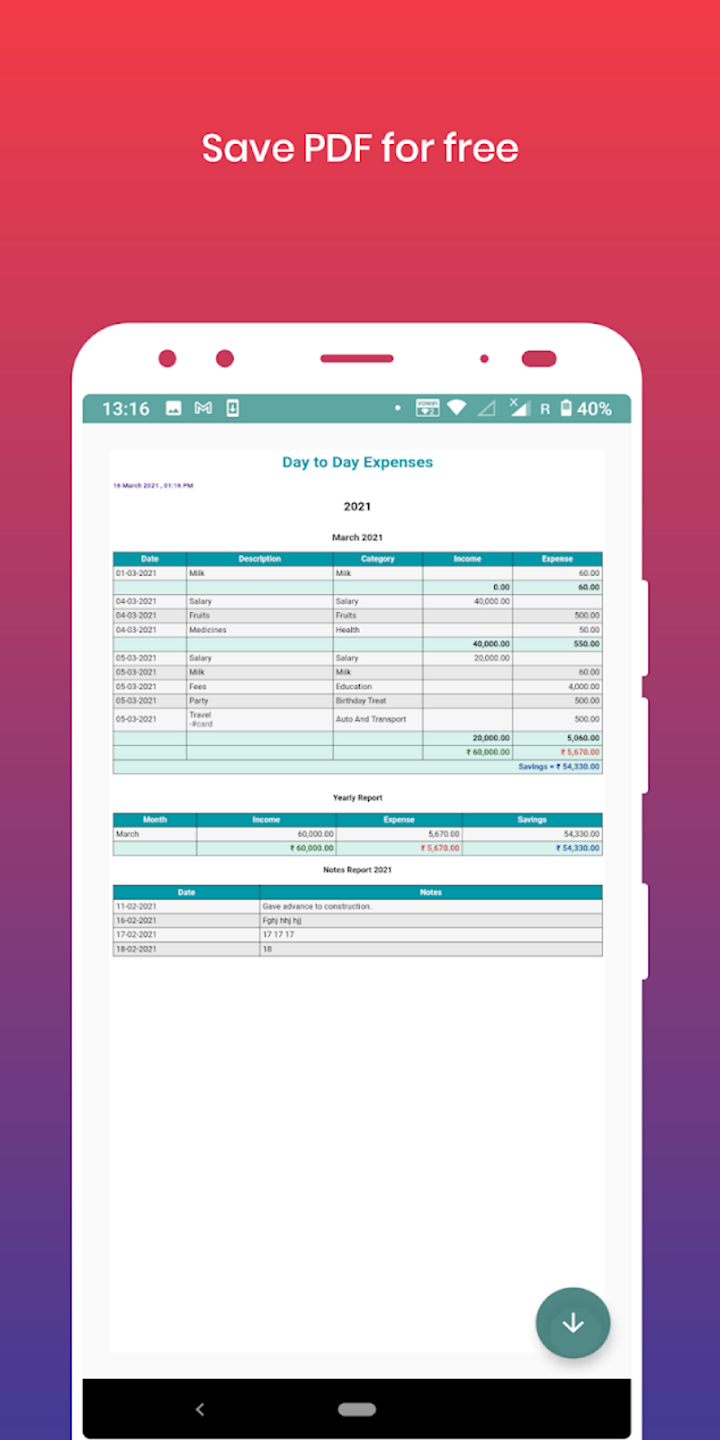 Save PDF for free
13:16 VoWiFi 2 X R 40%
Day to Day Expenses
16 March 2021 , 01:16 PM
2021
March 2021
Date Description Category Income Expense
01-03-2021 Milk Milk 60.00
0.00 60.00
04-03-2021 Salary Salary 40,000.00
04-03-2021 Fruits Fruits 500.00
04-03-2021 Medicines Health 50.00
40,000.00 550.00
05-03-2021 Salary Salary 20,000.00
05-03-2021 Milk Milk 60.00
05-03-2021 Fees Education 4,000.00
05-03-2021 Party Birthday Treat 500.00
05-03-2021 Travel Auto And Transport 500.00
-#card
20,000.00 5,060.00
₹ 60,000.00 ₹ 5,670.00
Savings = ₹ 54,330.00
Yearly Report
Month Income Expense Savings
March 60,000.00 5,670.00 54,330.00
₹ 60,000.00 ₹ 5,670.00 ₹ 54,330.00
Notes Report 2021
Date Notes
11-02-2021 Gave advance to construction.
16-02-2021 Fghj hhj hjj
17-02-2021 17 17 17
18-02-2021 18